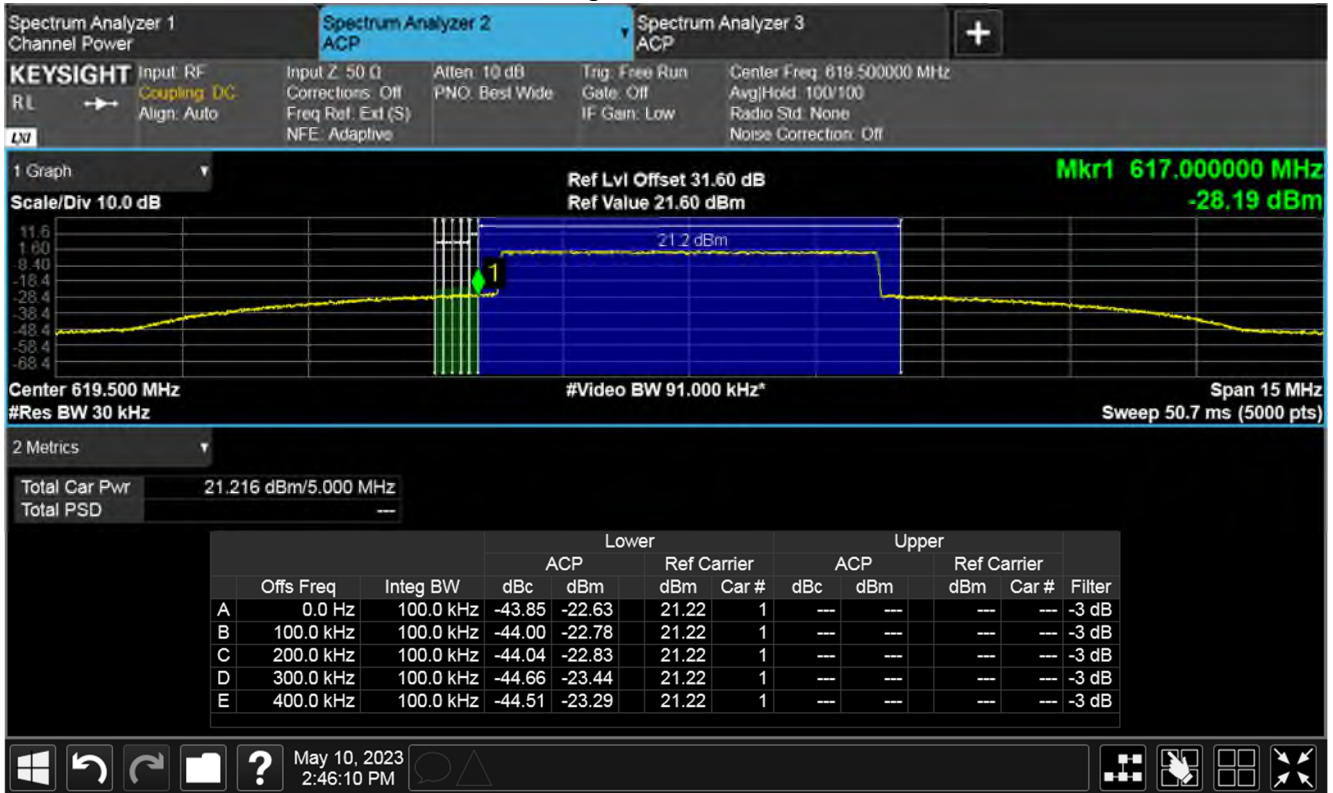 Spectrum Analyzer 1
Channel Power
Spectrum Analyzer 2
ACP
Spectrum Analyzer 3
ACP
+
KEYSIGHT
RL
LXI
Input: RF
Coupling: DC
Align: Auto
Input Z: 50 Ω
Corrections: Off
Freq Ref: Ext (S)
NFE: Adaptive
Atten: 10 dB
PNO: Best Wide
Trig: Free Run
Gate: Off
IF Gain: Low
Center Freq: 619.500000 MHz
Avg|Hold: 100/100
Radio Std: None
Noise Correction: Off
1 Graph
Scale/Div 10.0 dB
Ref Lvl Offset 31.60 dB
Ref Value 21.60 dBm
Mkr1 617.000000 MHz
-28.19 dBm
11.6
1.60
-8.40
-18.4
-28.4
-38.4
-48.4
-58.4
-68.4
21.2 dBm
1
Center 619.500 MHz
#Video BW 91.000 kHz*
Span 15 MHz
#Res BW 30 kHz
Sweep 50.7 ms (5000 pts)
2 Metrics
Total Car Pwr 21.216 dBm/5.000 MHz
Total PSD ---
Lower Upper
ACP Ref Carrier ACP Ref Carrier
Offs Freq Integ BW dBc dBm dBm Car # dBc dBm dBm Car # Filter
A 0.0 Hz 100.0 kHz -43.85 -22.63 21.22 1 --- --- --- --- -3 dB
B 100.0 kHz 100.0 kHz -44.00 -22.78 21.22 1 --- --- --- --- -3 dB
C 200.0 kHz 100.0 kHz -44.04 -22.83 21.22 1 --- --- --- --- -3 dB
D 300.0 kHz 100.0 kHz -44.66 -23.44 21.22 1 --- --- --- --- -3 dB
E 400.0 kHz 100.0 kHz -44.51 -23.29 21.22 1 --- --- --- --- -3 dB
?
May 10, 2023
2:46:10 PM